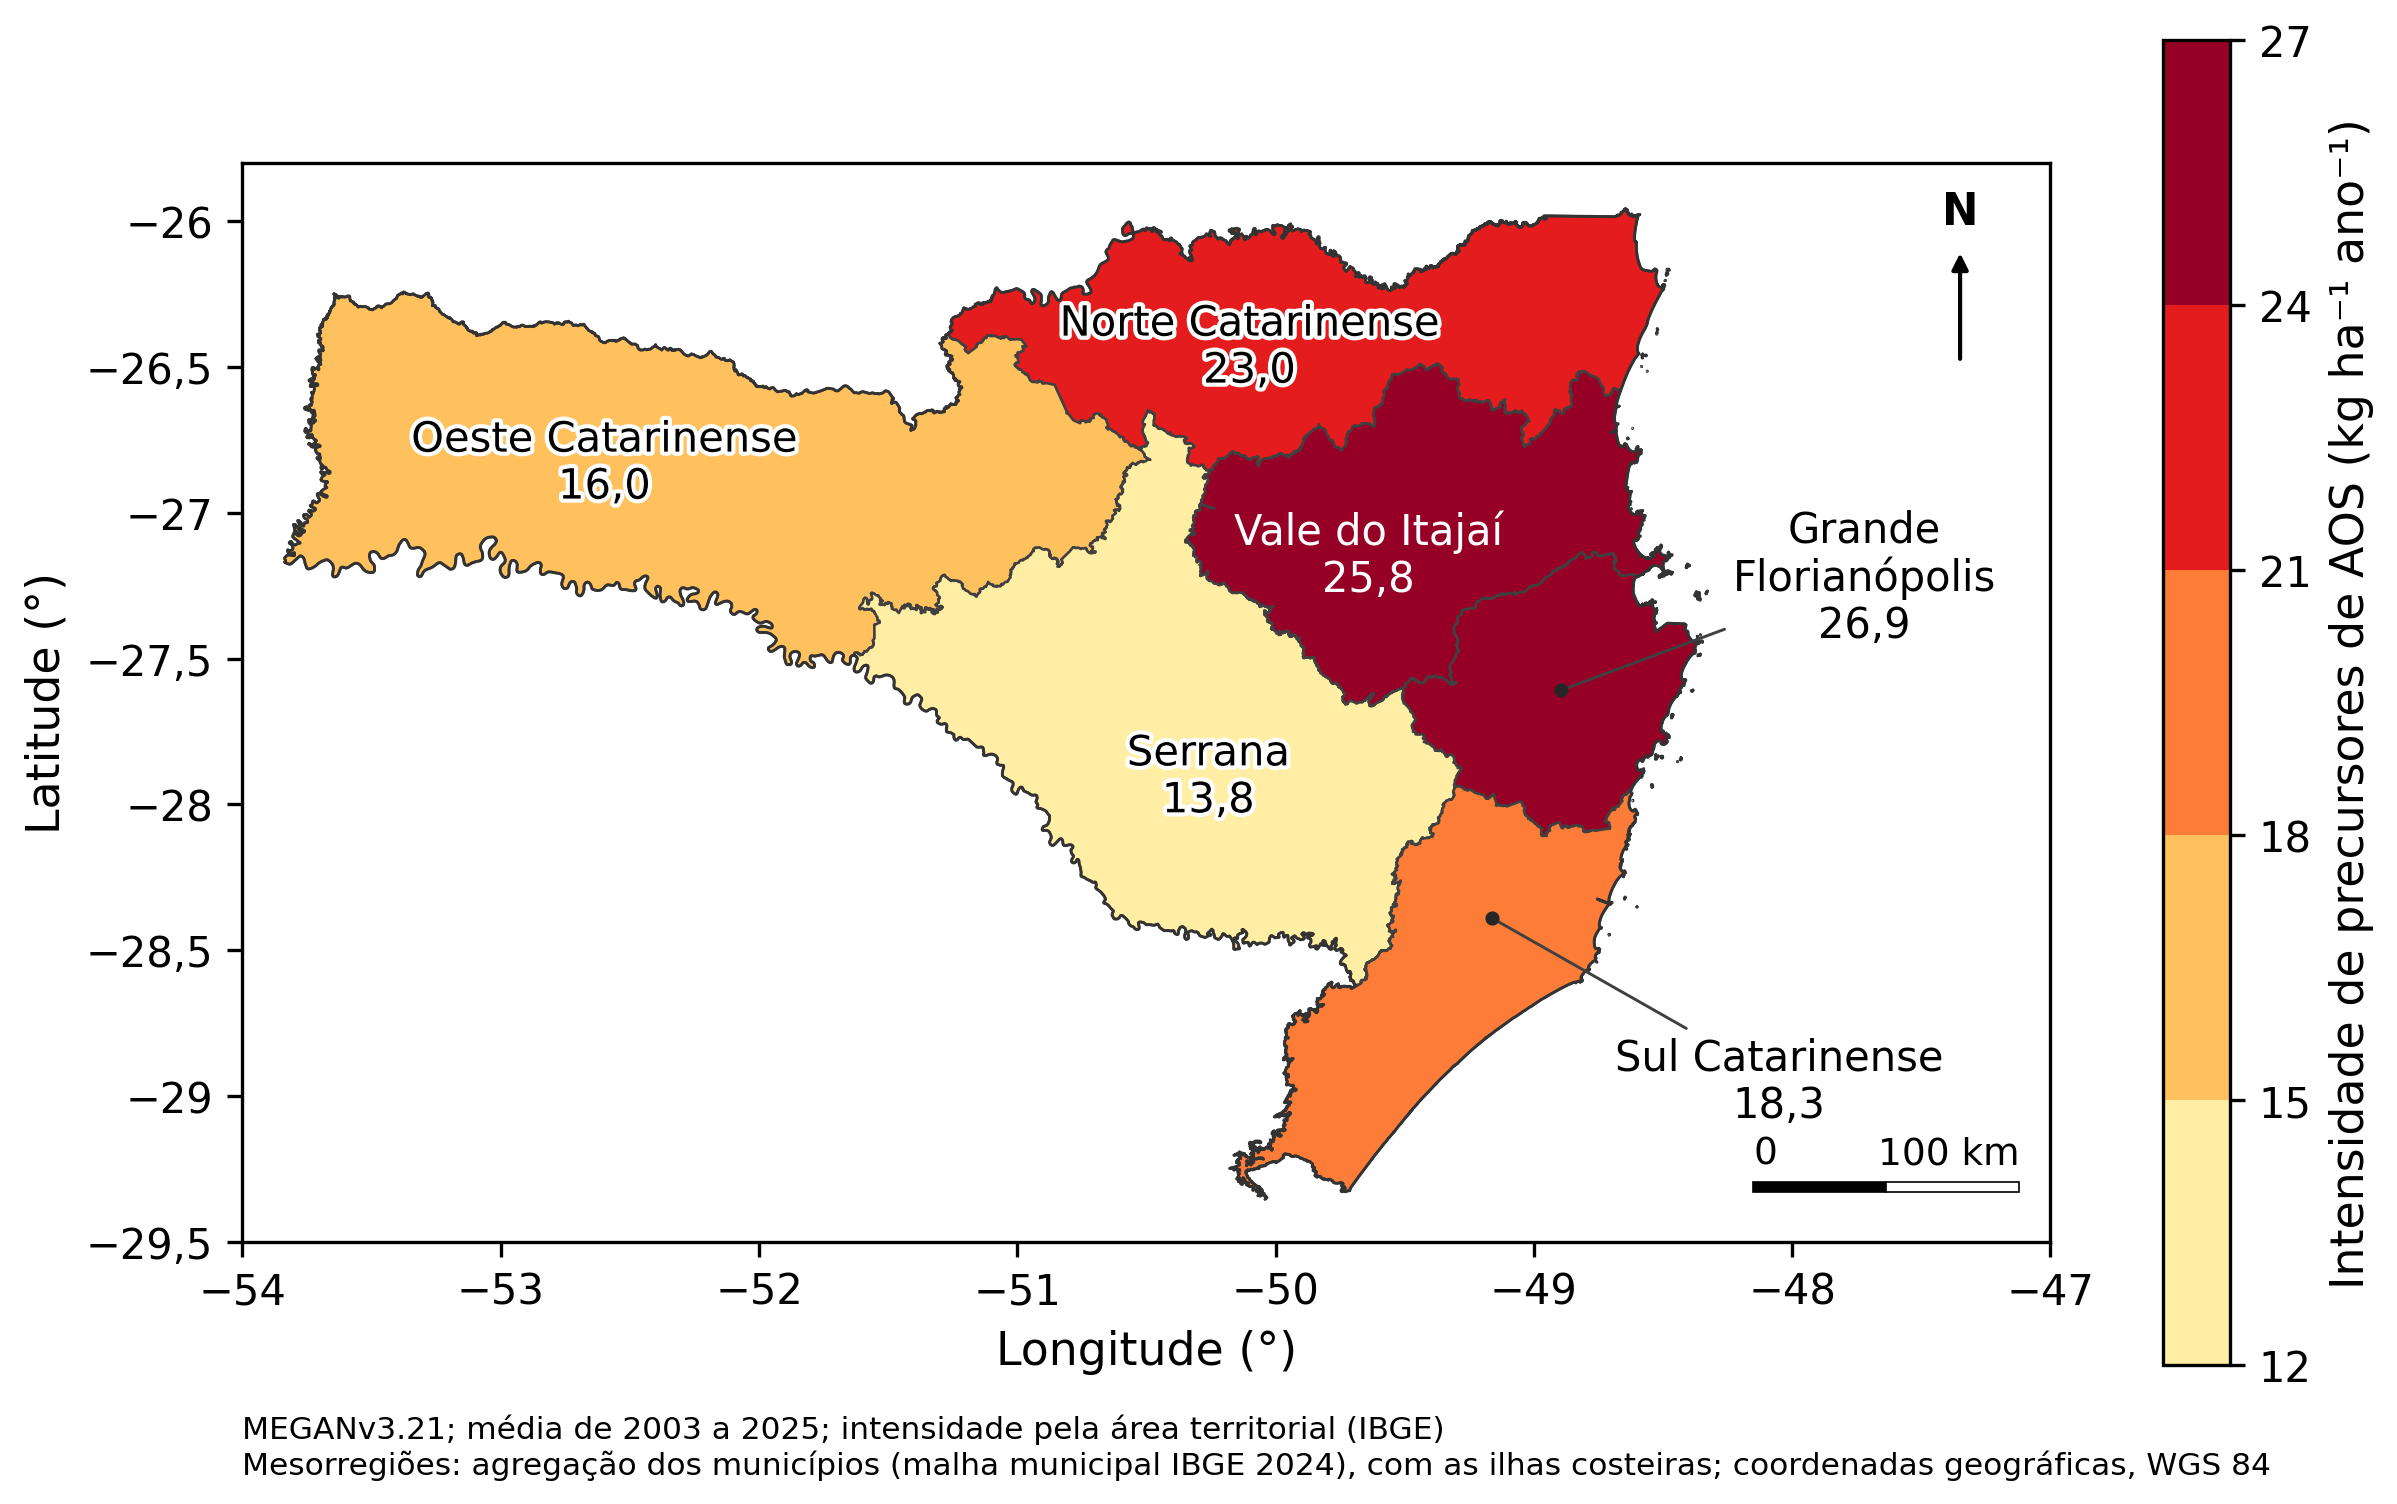 N
−26
−26,5
−27
−27,5
−28
−28,5
−29
−29,5
Latitude (°)
−54
−53
−52
−51
−50
−49
−48
−47
Longitude (°)
Norte Catarinense
23,0
Oeste Catarinense
16,0
Vale do Itajaí
25,8
Grande
Florianópolis
26,9
Serrana
13,8
Sul Catarinense
18,3
0
100 km
27
24
21
18
15
12
Intensidade de precursores de AOS (kg ha⁻¹ ano⁻¹)
MEGANv3.21; média de 2003 a 2025; intensidade pela área territorial (IBGE)
Mesorregiões: agregação dos municípios (malha municipal IBGE 2024), com as ilhas costeiras; coordenadas geográficas, WGS 84